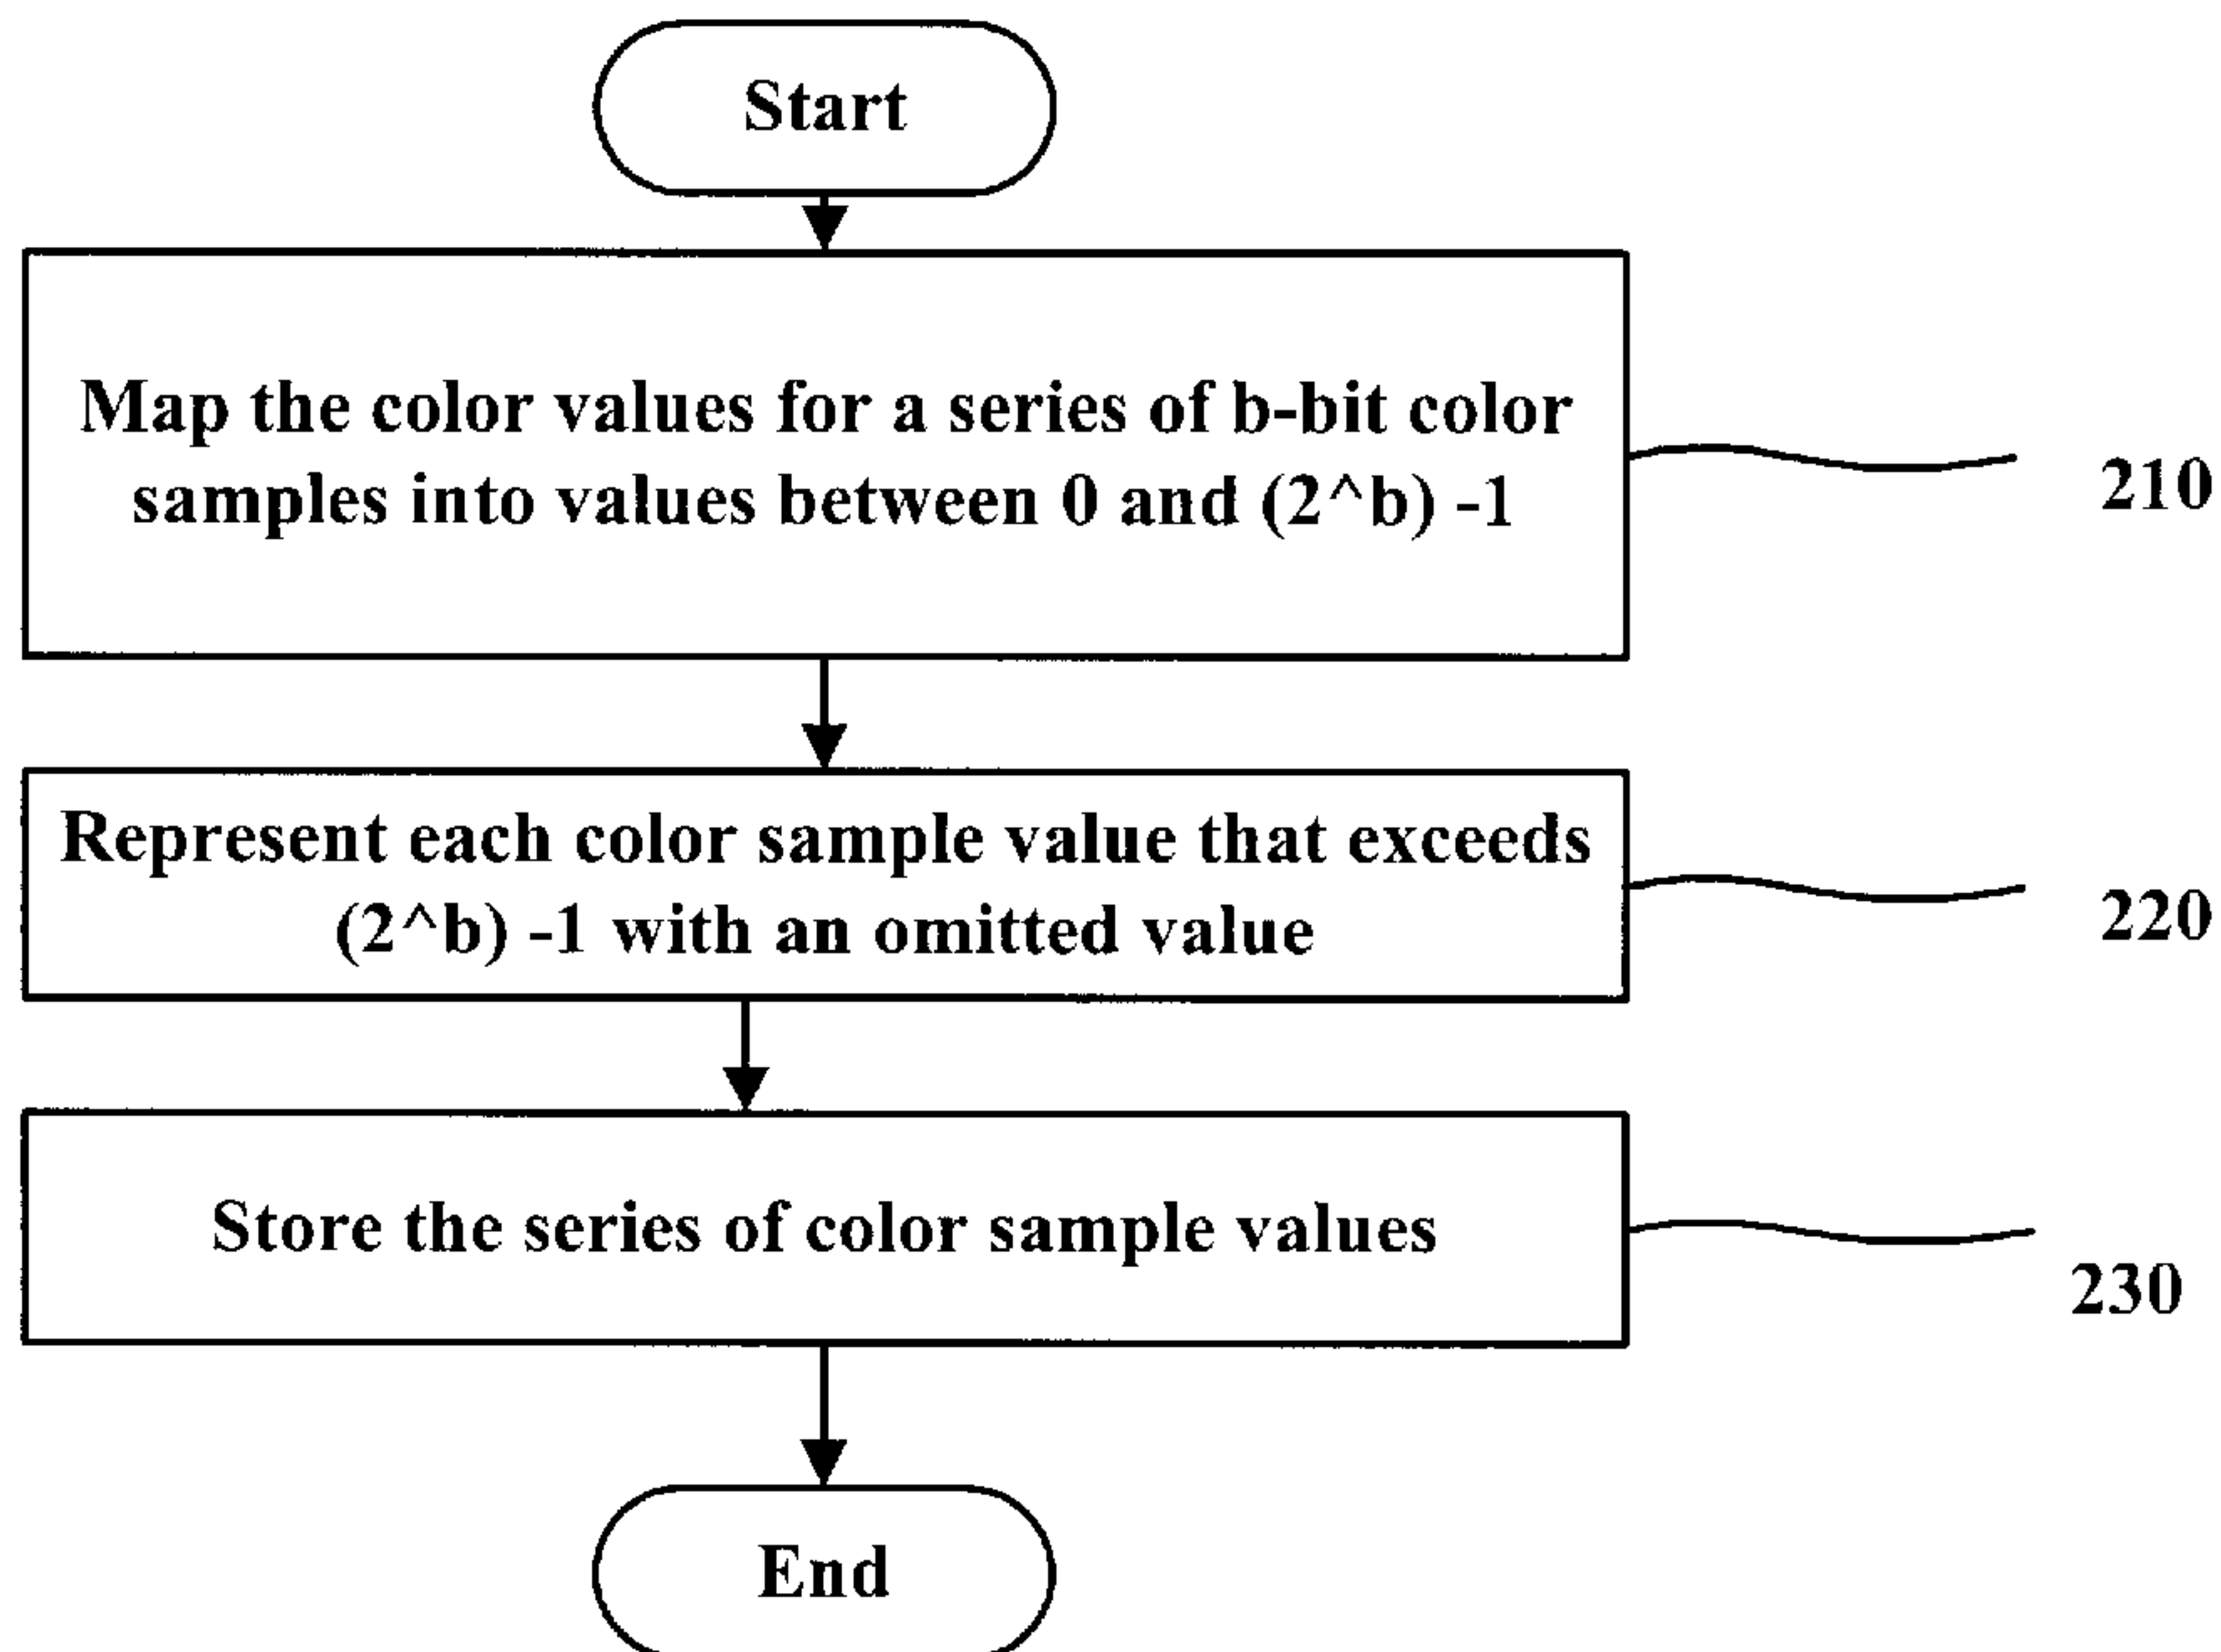 Start
Map the color values for a series of b-bit color
samples into values between 0 and (2^b) -1
210
Represent each color sample value that exceeds
(2^b) -1 with an omitted value
220
Store the series of color sample values
230
End